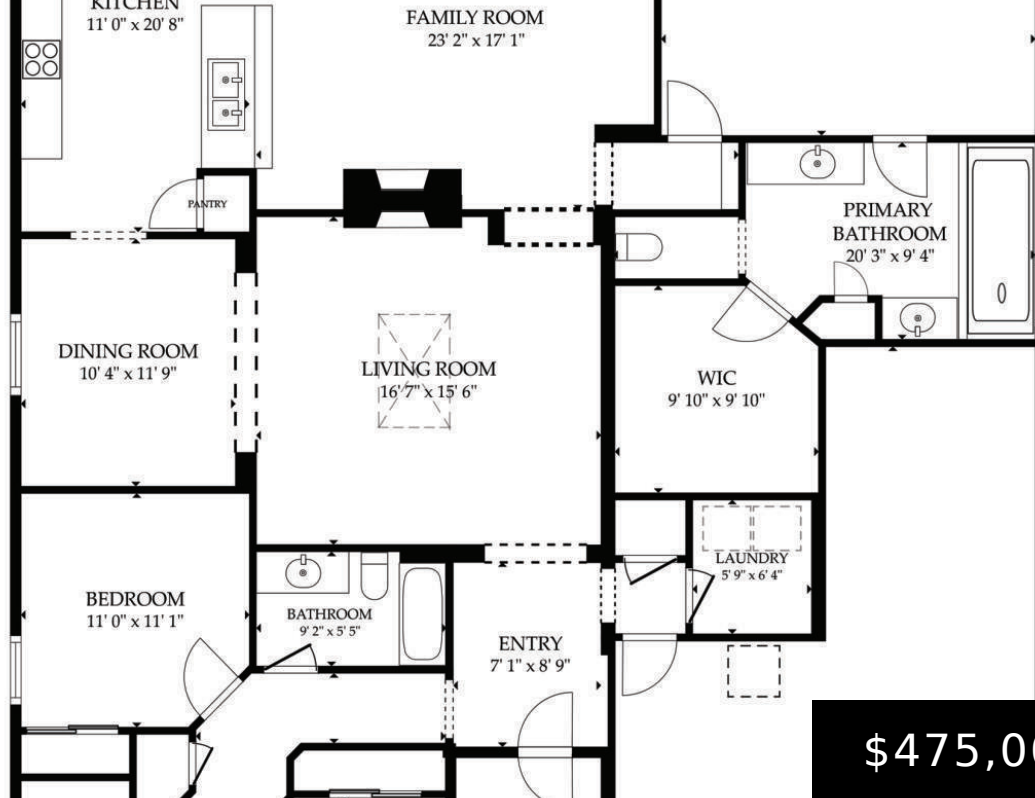 KITCHEN
11' 0" x 20' 8"
FAMILY ROOM
23' 2" x 17' 1"
PANTRY
PRIMARY
BATHROOM
20' 3" x 9' 4"
DINING ROOM
10' 4" x 11' 9"
LIVING ROOM
16' 7" x 15' 6"
WIC
9' 10" x 9' 10"
LAUNDRY
5' 9" x 6' 4"
BEDROOM
11' 0" x 11' 1"
BATHROOM
9' 2" x 5' 5"
ENTRY
7' 1" x 8' 9"
$475,0